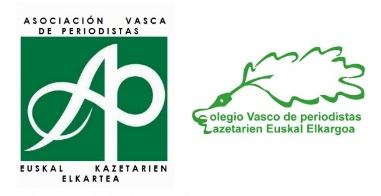 ASOCIACIÓN VASCA
DE PERIODISTAS
AP
EUSKAL KAZETARIEN
ELKARTEA
olegio Vasco de periodistas
azetarien Euskal Elkargoa